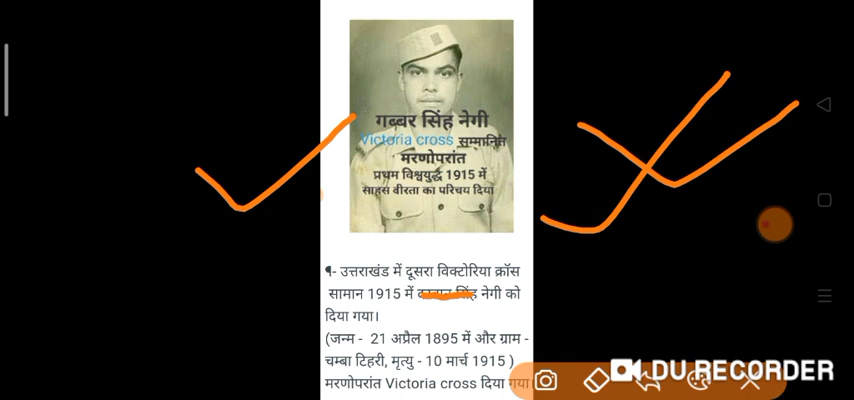 गब्बर सिंह नेगी
Victoria cross सम्मानित
मरणोपरांत
प्रथम विश्वयुद्ध 1915 में
साहस वीरता का परिचय दिया
¶- उत्तराखंड में दूसरा विक्टोरिया क्रॉस
सामान 1915 में सिंह नेगी को
दिया गया।
(जन्म - 21 अप्रैल 1895 में और ग्राम -
चम्बा टिहरी, मृत्यु - 10 मार्च 1915 )
मरणोपरांत Victoria cross दिया गया
DU RECORDER